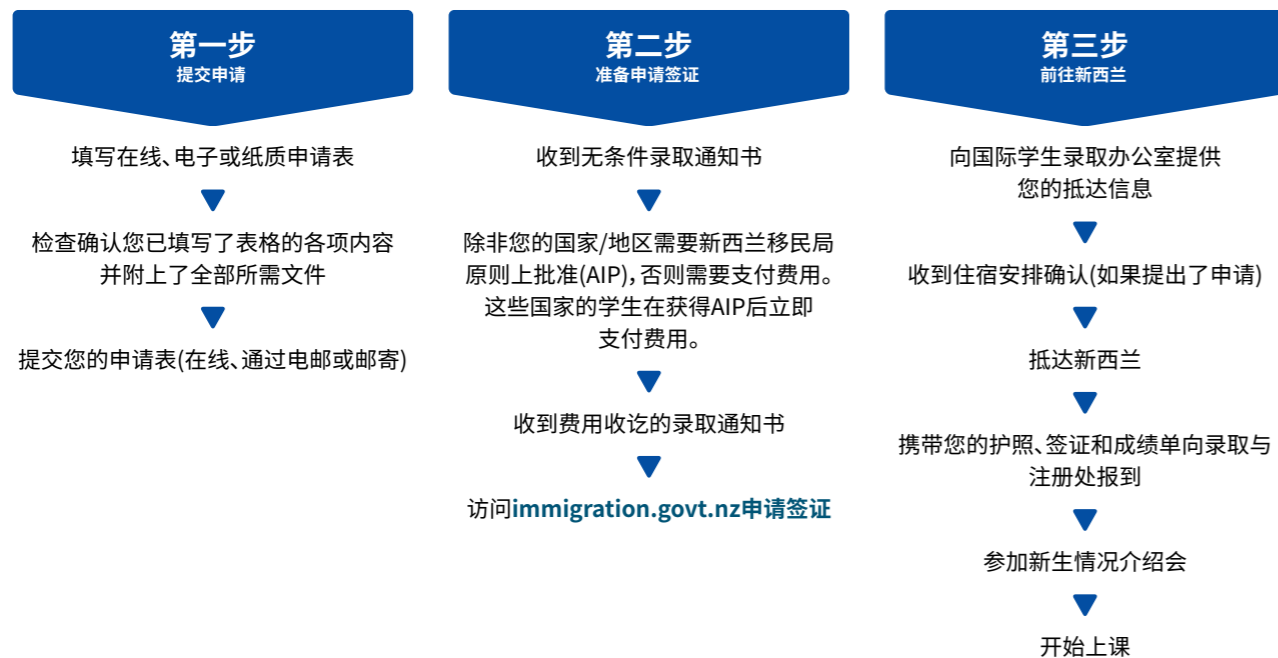 第一步
提交申请
填写在线、电子或纸质申请表
检查确认您已填写了表格的各项内容
并附上了全部所需文件
提交您的申请表(在线、通过电邮或邮寄)
第二步
准备申请签证
收到无条件录取通知书
除非您的国家/地区需要新西兰移民局
原则上批准(AIP),否则需要支付费用。
这些国家的学生在获得AIP后立即
支付费用。
收到费用收讫的录取通知书
访问immigration.govt.nz申请签证
第三步
前往新西兰
向国际学生录取办公室提供
您的抵达信息
收到住宿安排确认(如果提出了申请)
抵达新西兰
携带您的护照、签证和成绩单向录取与
注册处报到
参加新生情况介绍会
开始上课